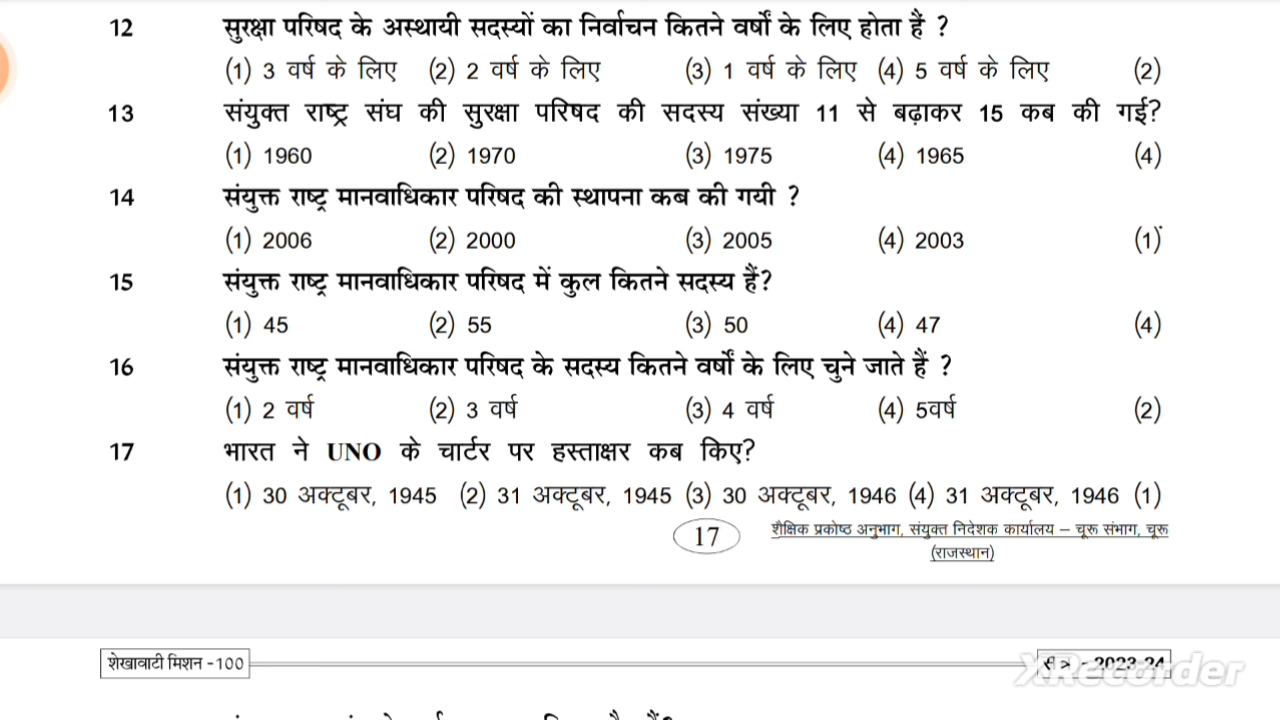 12 सुरक्षा परिषद के अस्थायी सदस्यों का निर्वाचन कितने वर्षों के लिए होता हैं ?
(1) 3 वर्ष के लिए (2) 2 वर्ष के लिए (3) 1 वर्ष के लिए (4) 5 वर्ष के लिए (2)
13 संयुक्त राष्ट्र संघ की सुरक्षा परिषद की सदस्य संख्या 11 से बढ़ाकर 15 कब की गई?
(1) 1960 (2) 1970 (3) 1975 (4) 1965 (4)
14 संयुक्त राष्ट्र मानवाधिकार परिषद की स्थापना कब की गयी ?
(1) 2006 (2) 2000 (3) 2005 (4) 2003 (1)
15 संयुक्त राष्ट्र मानवाधिकार परिषद में कुल कितने सदस्य हैं?
(1) 45 (2) 55 (3) 50 (4) 47 (4)
16 संयुक्त राष्ट्र मानवाधिकार परिषद के सदस्य कितने वर्षों के लिए चुने जाते हैं ?
(1) 2 वर्ष (2) 3 वर्ष (3) 4 वर्ष (4) 5वर्ष (2)
17 भारत ने UNO के चार्टर पर हस्ताक्षर कब किए?
(1) 30 अक्टूबर, 1945 (2) 31 अक्टूबर, 1945 (3) 30 अक्टूबर, 1946 (4) 31 अक्टूबर, 1946 (1)
17 शैक्षिक प्रकोष्ठ अनुभाग, संयुक्त निदेशक कार्यालय – चूरू संभाग, चूरू
(राजस्थान)
शेखावाटी मिशन -100 सत्र - 2023-24
XRecorder